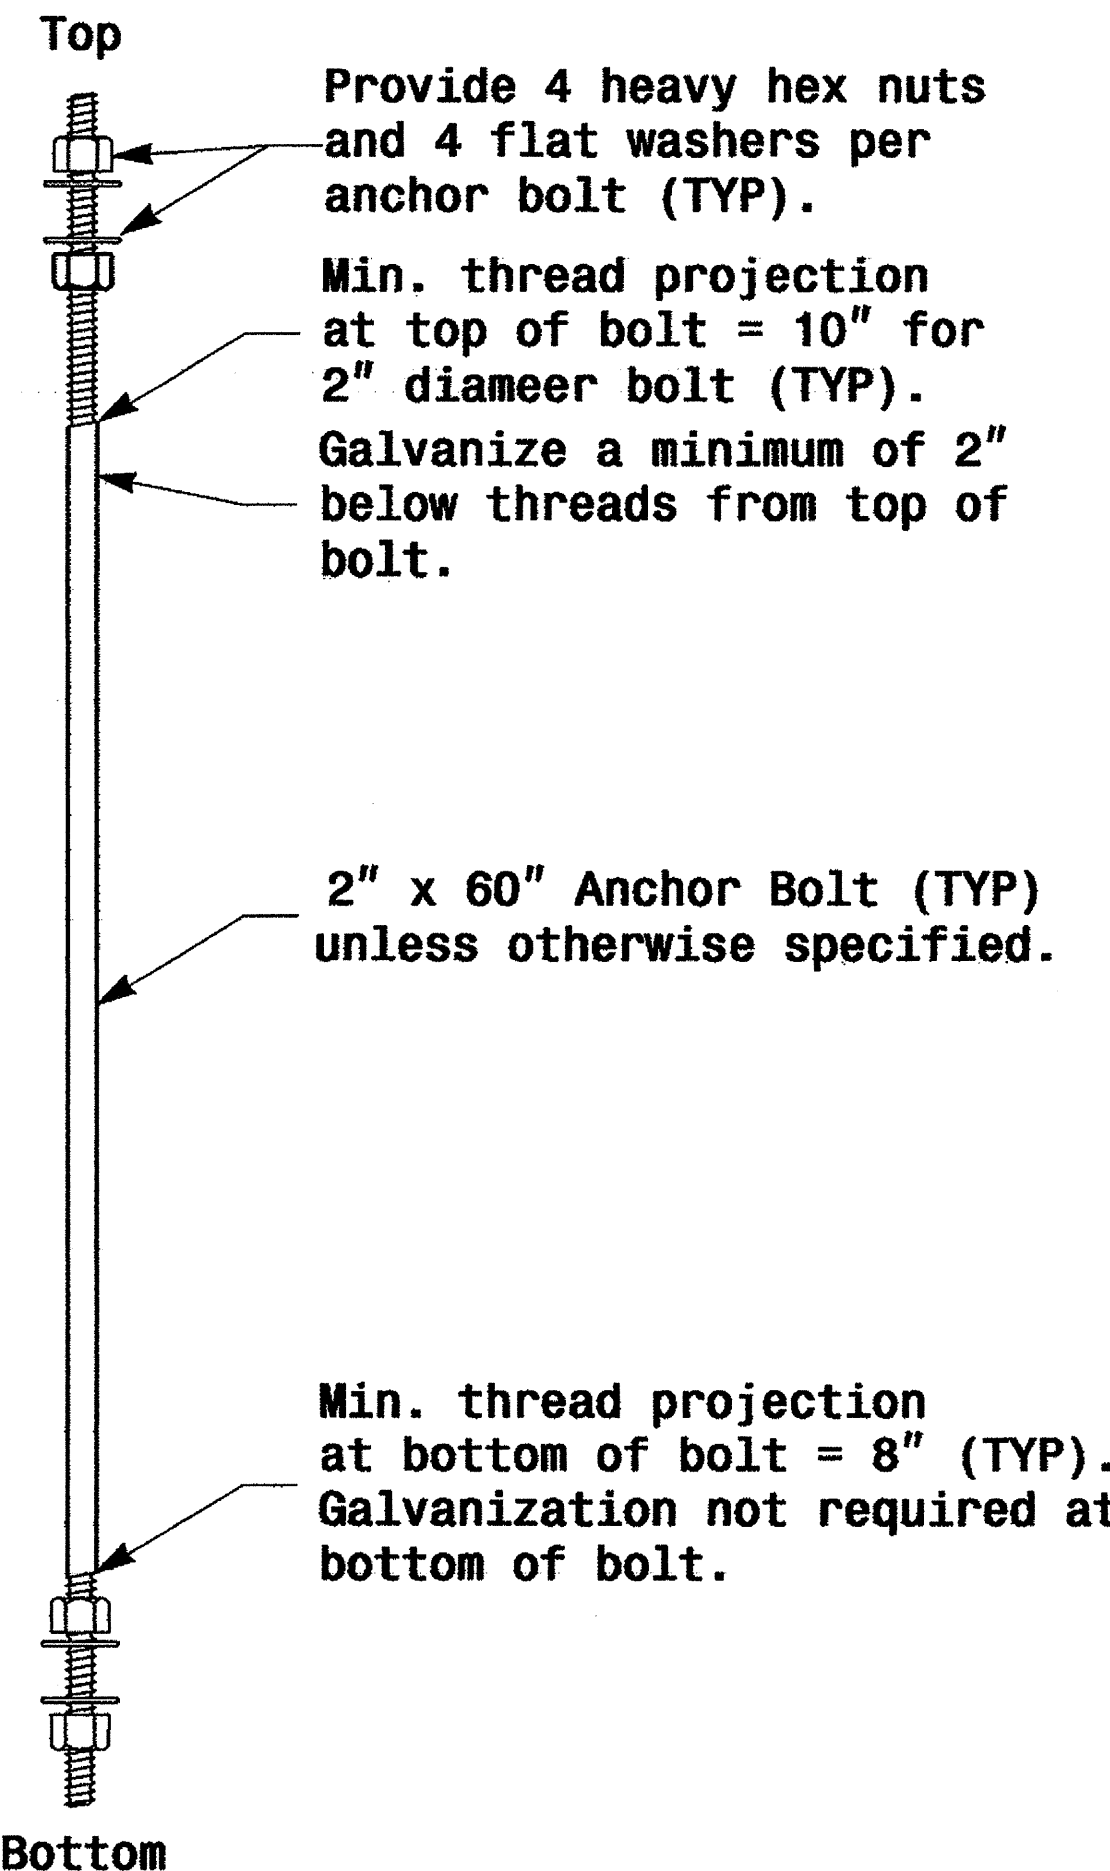 Top
Provide 4 heavy hex nuts
and 4 flat washers per
anchor bolt (TYP).
Min. thread projection
at top of bolt = 10" for
2" diameer bolt (TYP).
Galvanize a minimum of 2"
below threads from top of
bolt.
2" x 60" Anchor Bolt (TYP)
unless otherwise specified.
Min. thread projection
at bottom of bolt = 8" (TYP).
Galvanization not required at
bottom of bolt.
Bottom